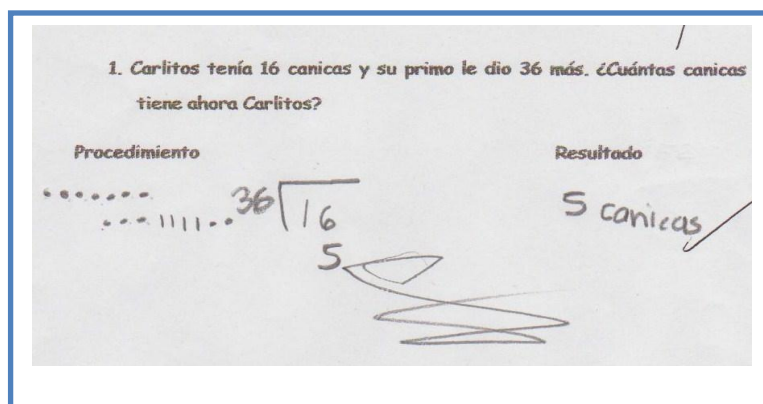 1. Carlitos tenía 16 canicas y su primo le dio 36 más. ¿Cuántas canicas
tiene ahora Carlitos?
Procedimiento
Resultado
36 16
5
5 canicas